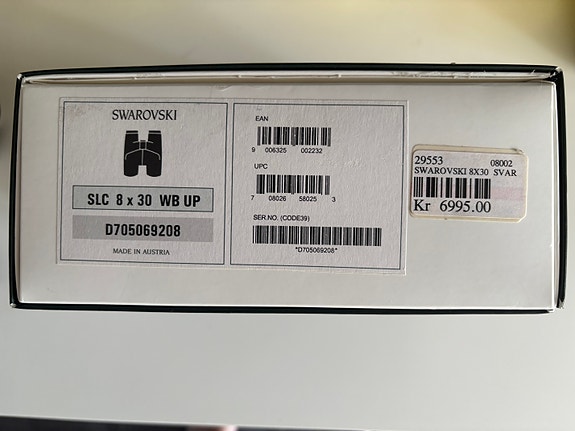 SWAROVSKI
SLC 8 x 30 WB UP
D705069208
MADE IN AUSTRIA
EAN
9 006325 002232
UPC
7 08026 58025 3
SER.NO. (CODE39)
*D705069208*
29553 08002
SWAROVSKI 8X30 SVAR
Kr 6995.00